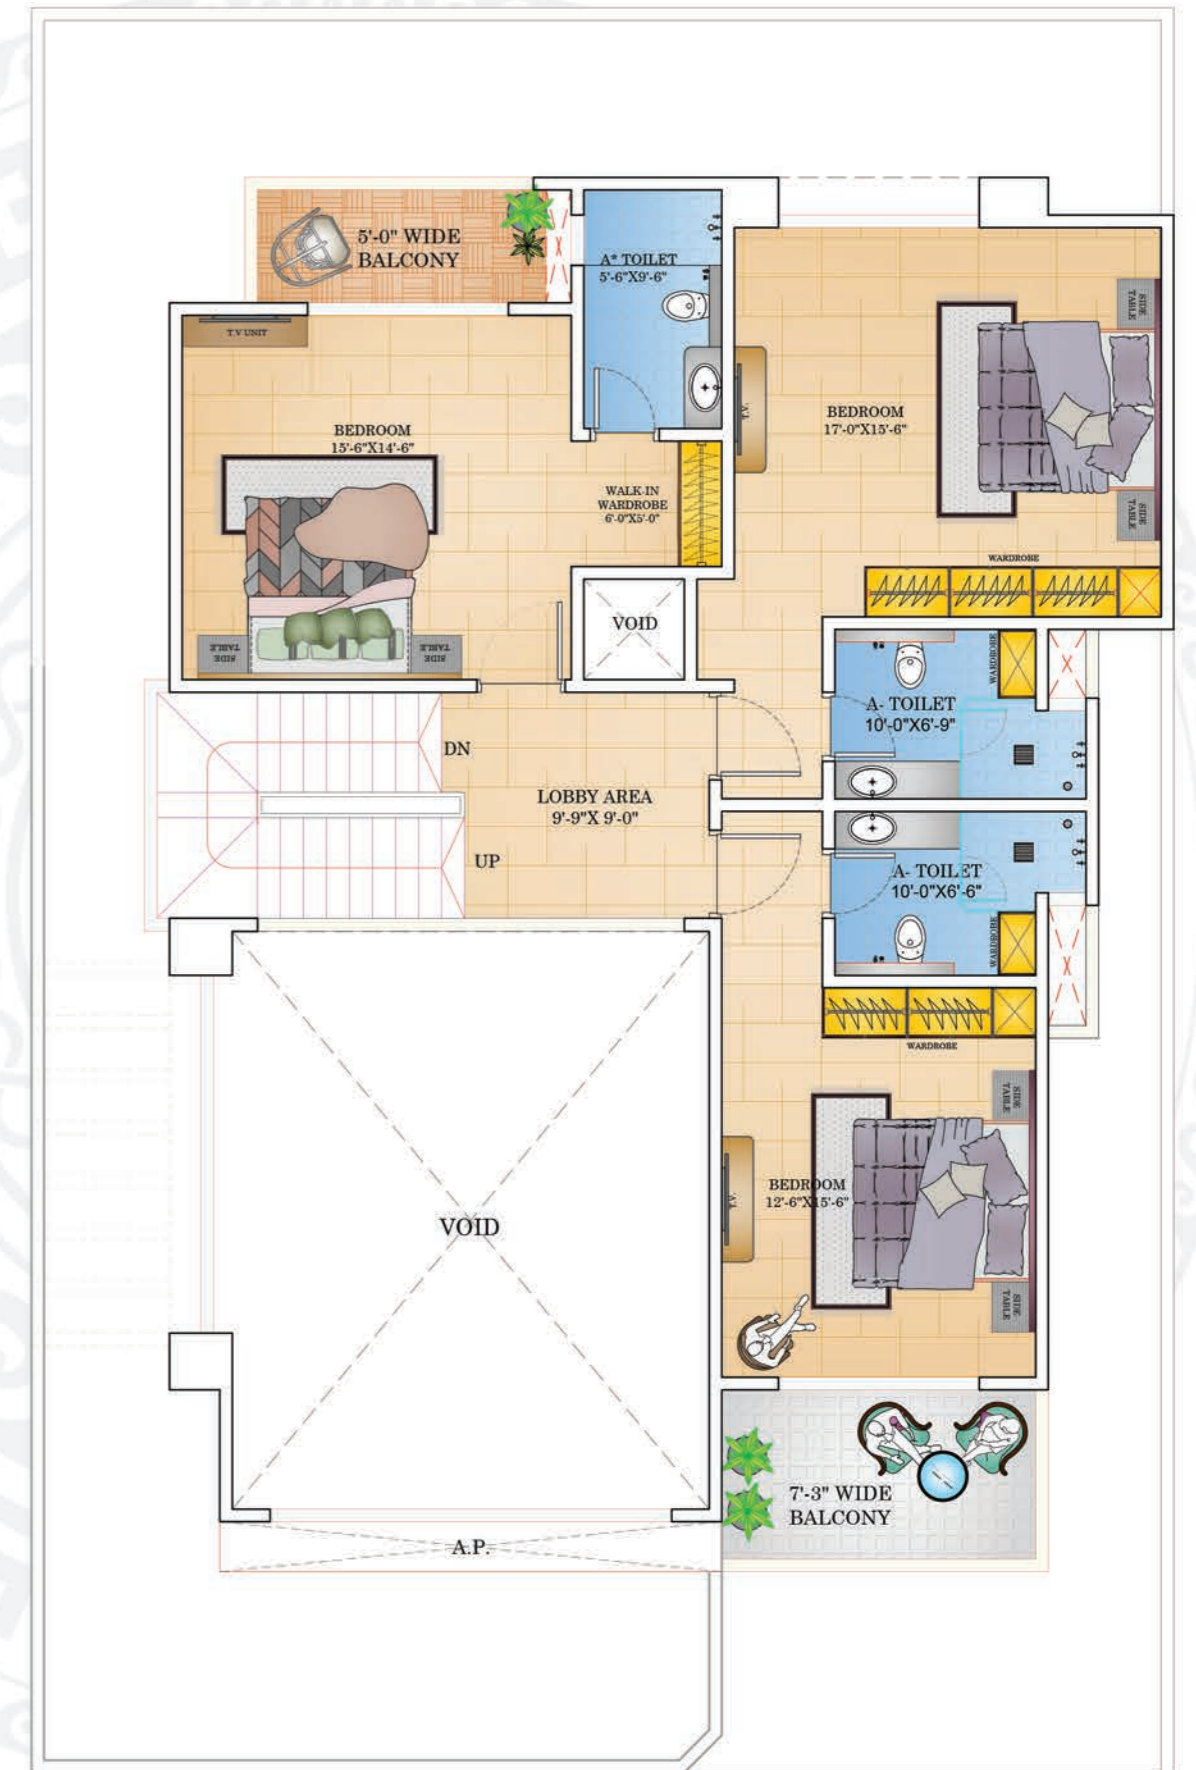 5'-0" WIDE
BALCONY
A* TOILET
5'-6"X9'-6"
SIDE
TABLE
T.V UNIT
BEDROOM
15'-6"X14'-6"
T.V.
BEDROOM
17'-0"X15'-6"
WALK-IN
WARDROBE
6'-0"X5'-0"
SIDE
TABLE
WARDROBE
VOID
SIDE
TABLE
SIDE
TABLE
WARDROBE
A- TOILET
10'-0"X6'-9"
DN
LOBBY AREA
9'-9"X 9'-0"
UP
A- TOILET
10'-0"X6'-6"
WARDROBE
WARDROBE
SIDE
TABLE
VOID
T.V.
BEDROOM
12'-6"X15'-6"
SIDE
TABLE
7'-3" WIDE
BALCONY
A.P.